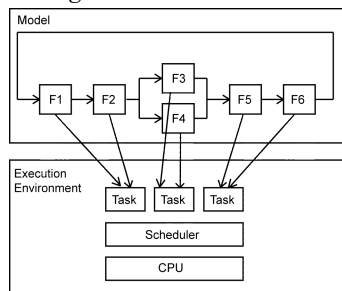 Model
F3
F1
F2
F5
F6
F4
Execution
Environment
Task
Task
Task
Scheduler
CPU